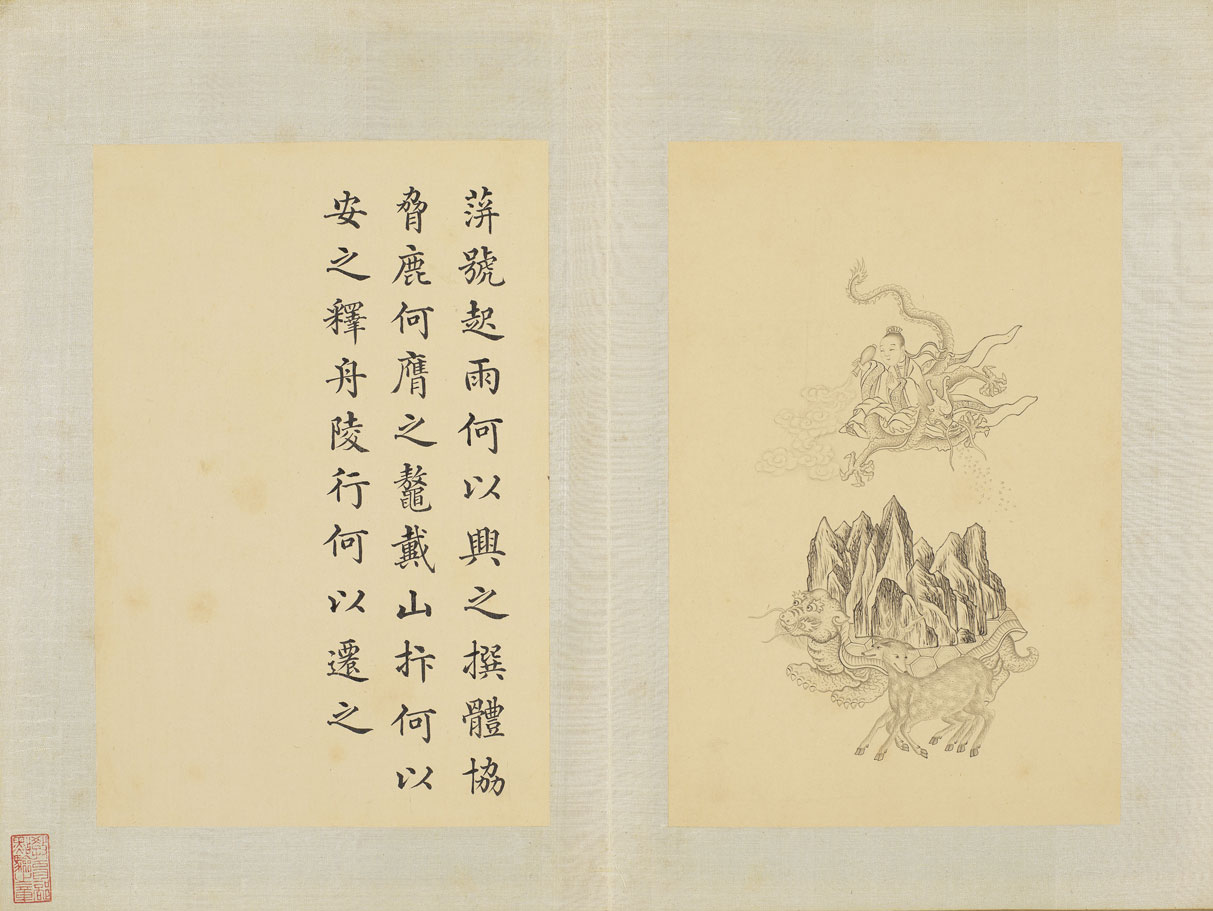 蓱號起雨何以興之撰體協
脅鹿何膺之鼇戴山抃何以
安之釋舟陵行何以遷之